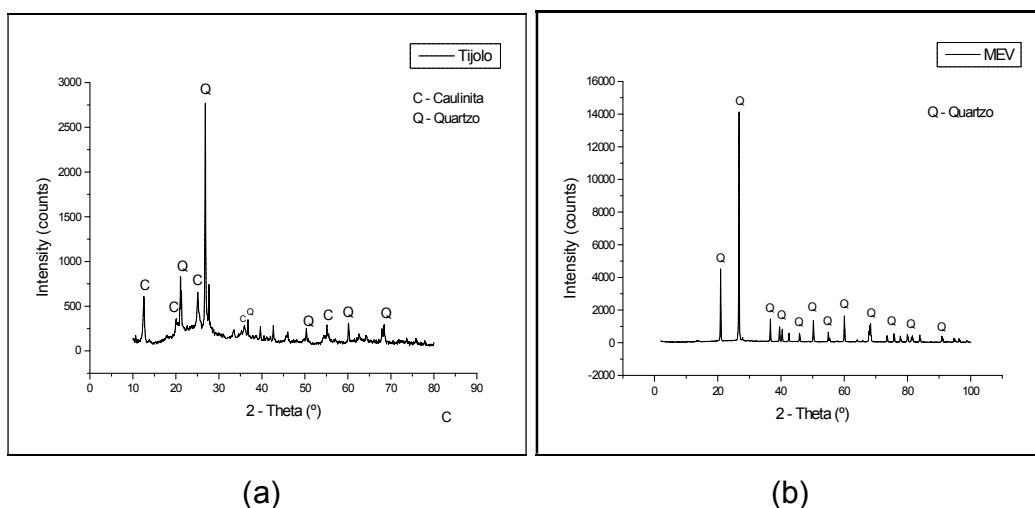 Tijolo
C - Caulinita
Q - Quartzo
3000
2500
2000
1500
1000
500
0
Intensity (counts)
C
C
Q
C
Q
C
Q
Q
C
Q
Q
0 10 20 30 40 50 60 70 80 90
2 - Theta (º)
C
(a)
MEV
Q - Quartzo
16000
14000
12000
10000
8000
6000
4000
2000
0
-2000
Intensity (counts)
Q
Q
Q
Q
Q
Q
Q
Q
Q
Q
Q
Q
0 20 40 60 80 100
2 - Theta (º)
(b)